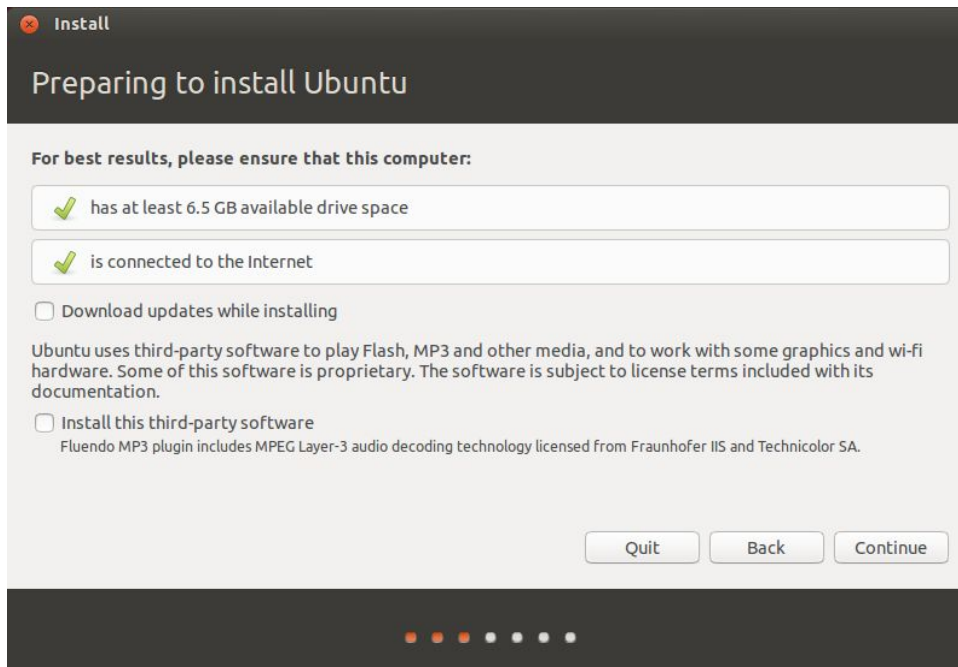 Install
Preparing to install Ubuntu
For best results, please ensure that this computer:
has at least 6.5 GB available drive space
is connected to the Internet
Download updates while installing
Ubuntu uses third-party software to play Flash, MP3 and other media, and to work with some graphics and wi-fi
hardware. Some of this software is proprietary. The software is subject to license terms included with its
documentation.
Install this third-party software
Fluendo MP3 plugin includes MPEG Layer-3 audio decoding technology licensed from Fraunhofer IIS and Technicolor SA.
Quit Back Continue